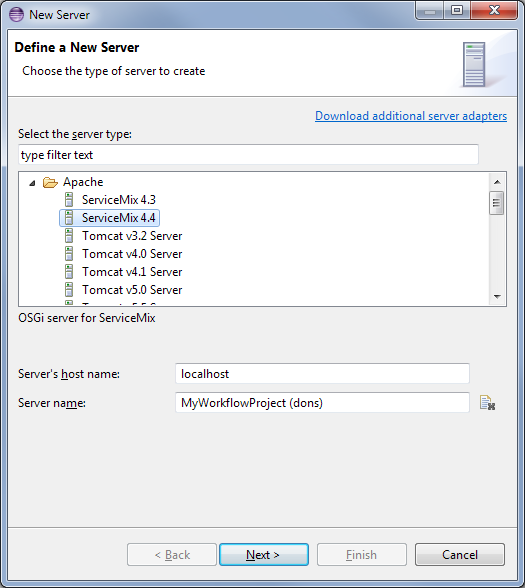 New Server
Define a New Server
Choose the type of server to create
Download additional server adapters
Select the server type:
type filter text
Apache
ServiceMix 4.3
ServiceMix 4.4
Tomcat v3.2 Server
Tomcat v4.0 Server
Tomcat v4.1 Server
Tomcat v5.0 Server
OSGi server for ServiceMix
Server's host name:
localhost
Server name:
MyWorkflowProject (dons)
< Back
Next >
Finish
Cancel